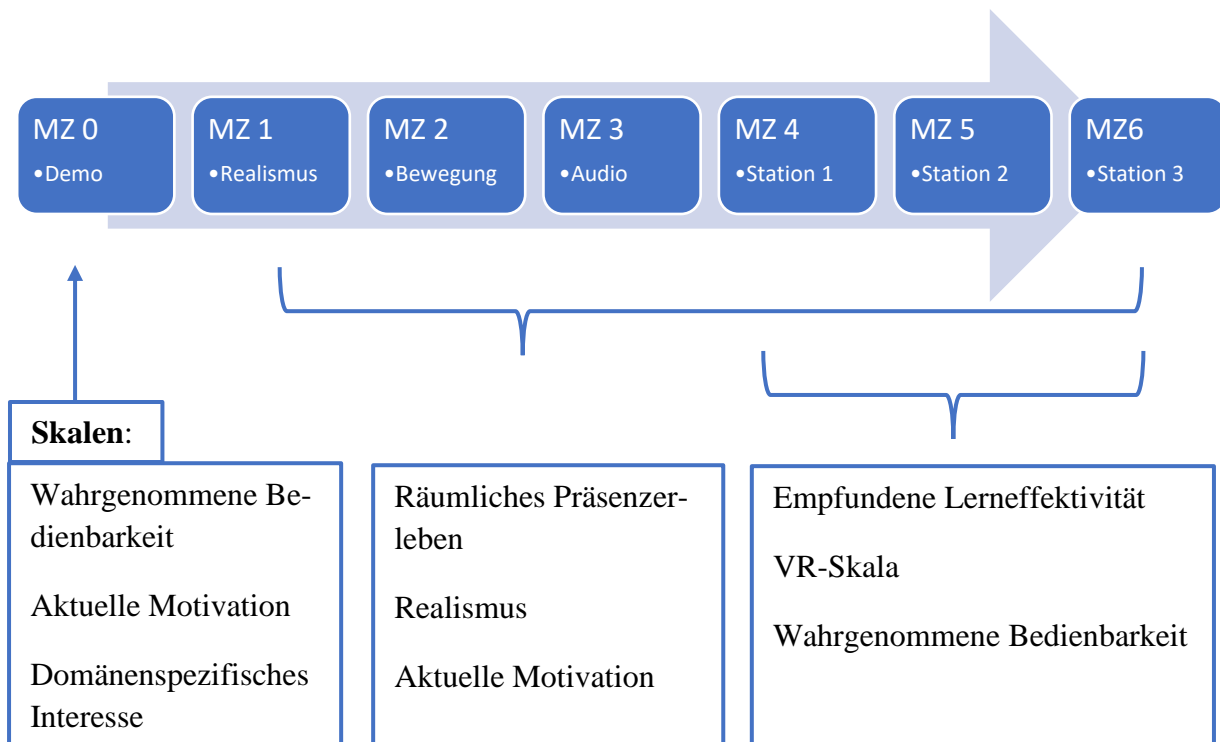 MZ 0
•Demo
MZ 1
•Realismus
MZ 2
•Bewegung
MZ 3
•Audio
MZ 4
•Station 1
MZ 5
•Station 2
MZ6
•Station 3
Skalen:
Wahrgenommene Be-
dienbarkeit
Aktuelle Motivation
Domänenspezifisches
Interesse
Räumliches Präsenzer-
leben
Realismus
Aktuelle Motivation
Empfundene Lerneffektivität
VR-Skala
Wahrgenommene Bedienbarkeit